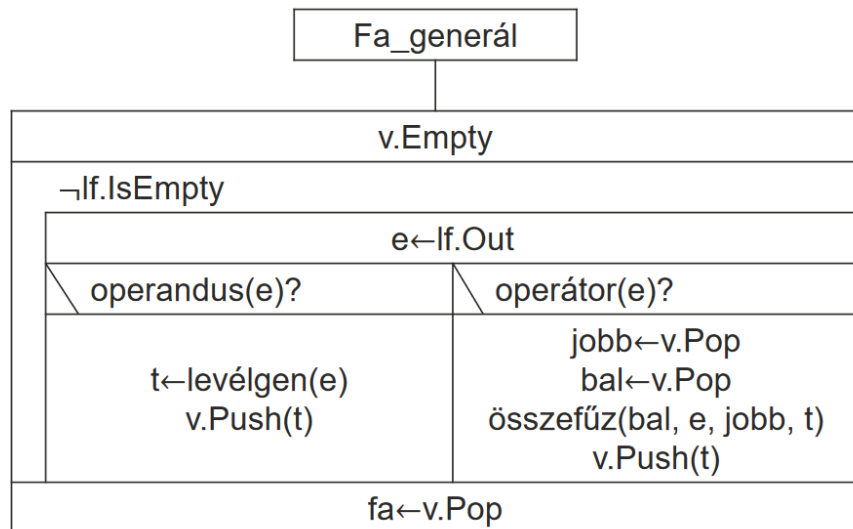 Fa_generál
v.Empty
¬lf.IsEmpty
e←lf.Out
operandus(e)?
operátor(e)?
t←levélgen(e)
v.Push(t)
jobb←v.Pop
bal←v.Pop
összefűz(bal, e, jobb, t)
v.Push(t)
fa←v.Pop